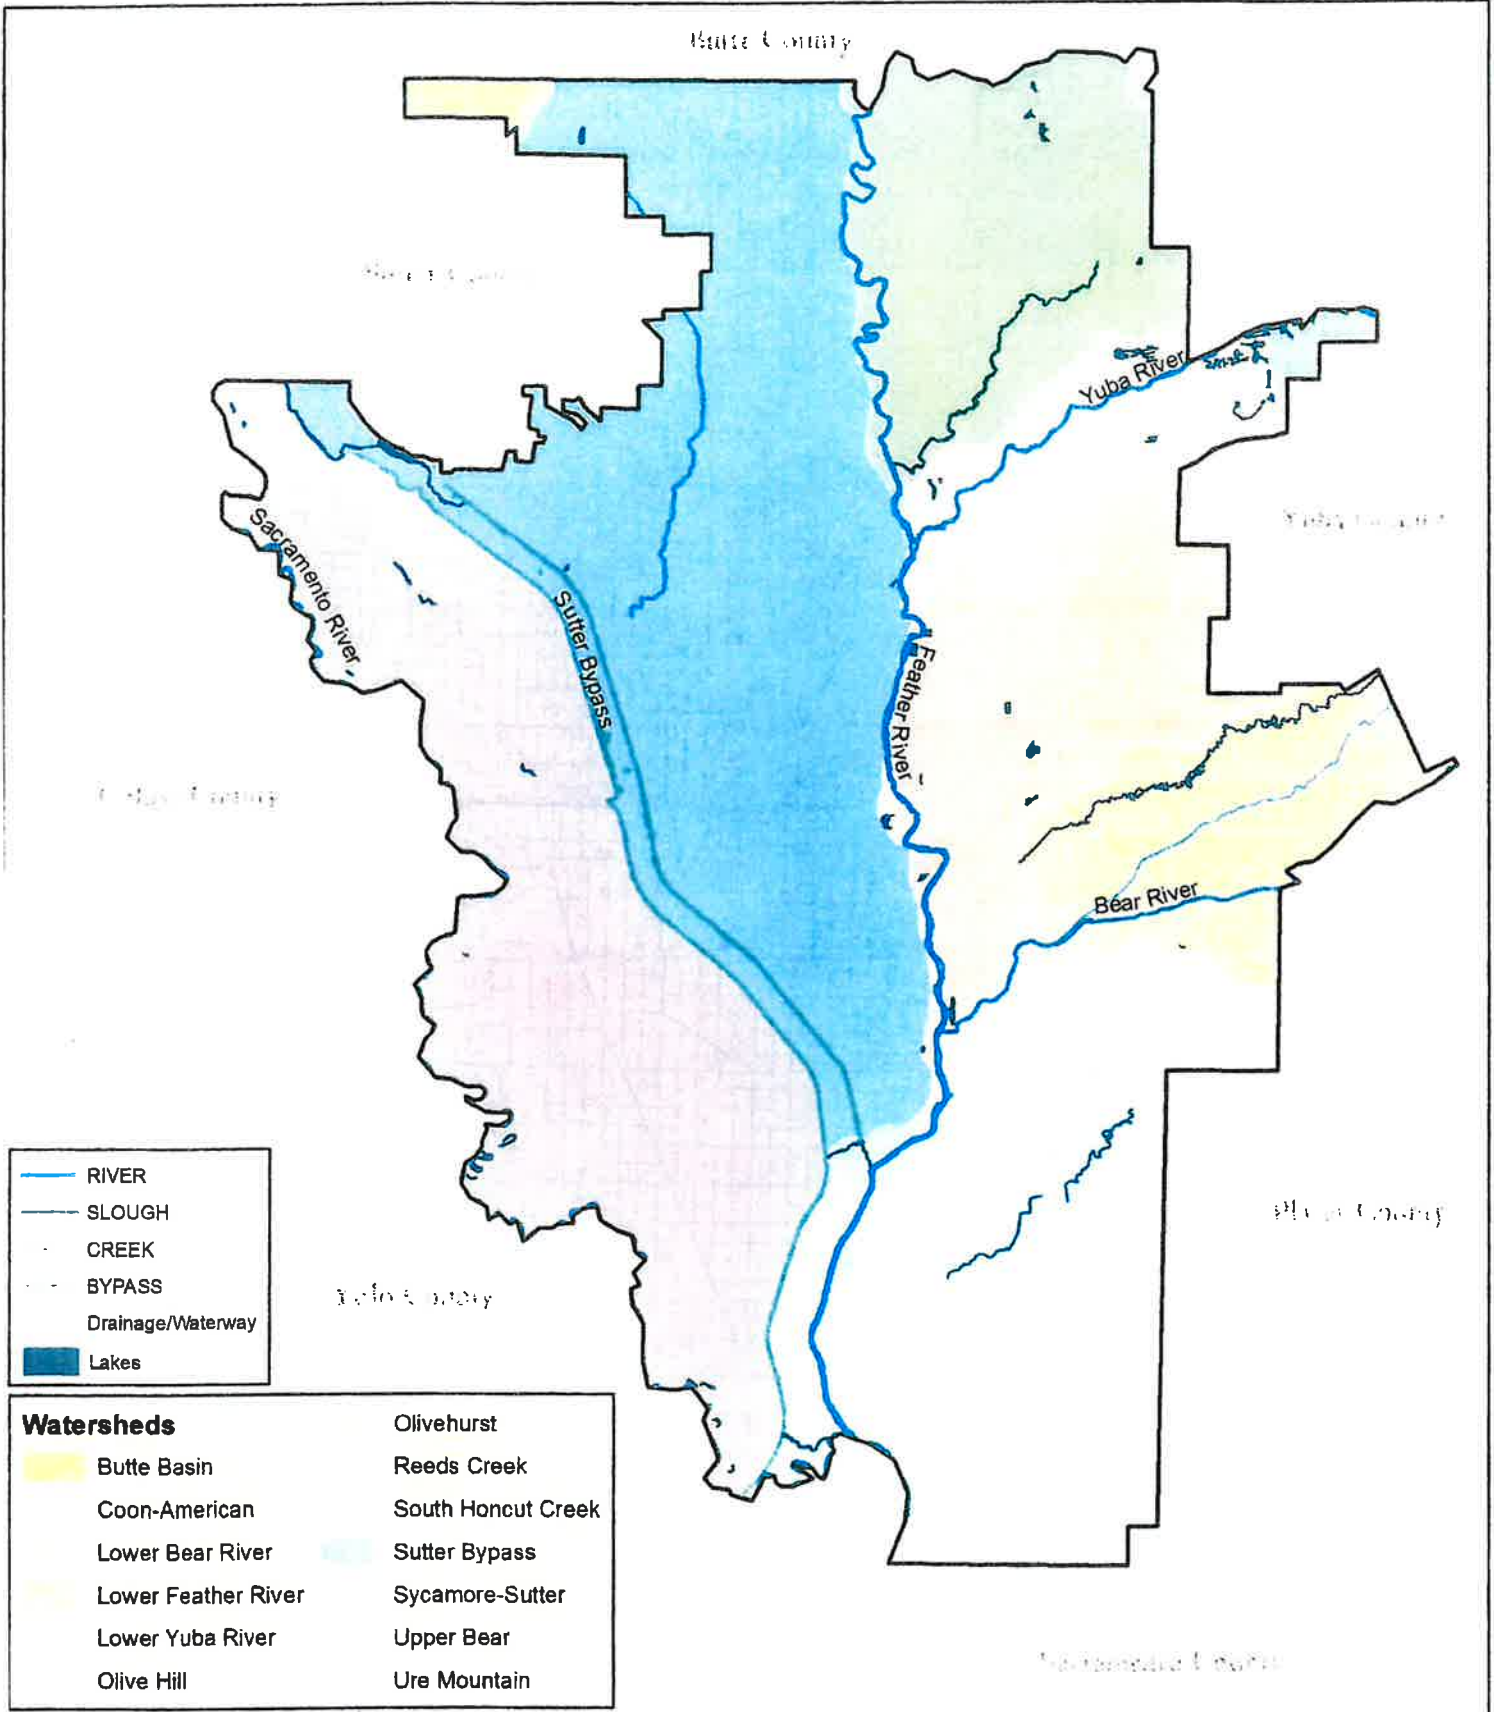 Butte County
Yuba River
Sacramento River
Sutter Bypass
Feather River
Bear River
Yolo County
RIVER
SLOUGH
CREEK
BYPASS
Drainage/Waterway
Lakes
Watersheds
Butte Basin
Coon-American
Lower Bear River
Lower Feather River
Lower Yuba River
Olive Hill
Olivehurst
Reeds Creek
South Honcut Creek
Sutter Bypass
Sycamore-Sutter
Upper Bear
Ure Mountain